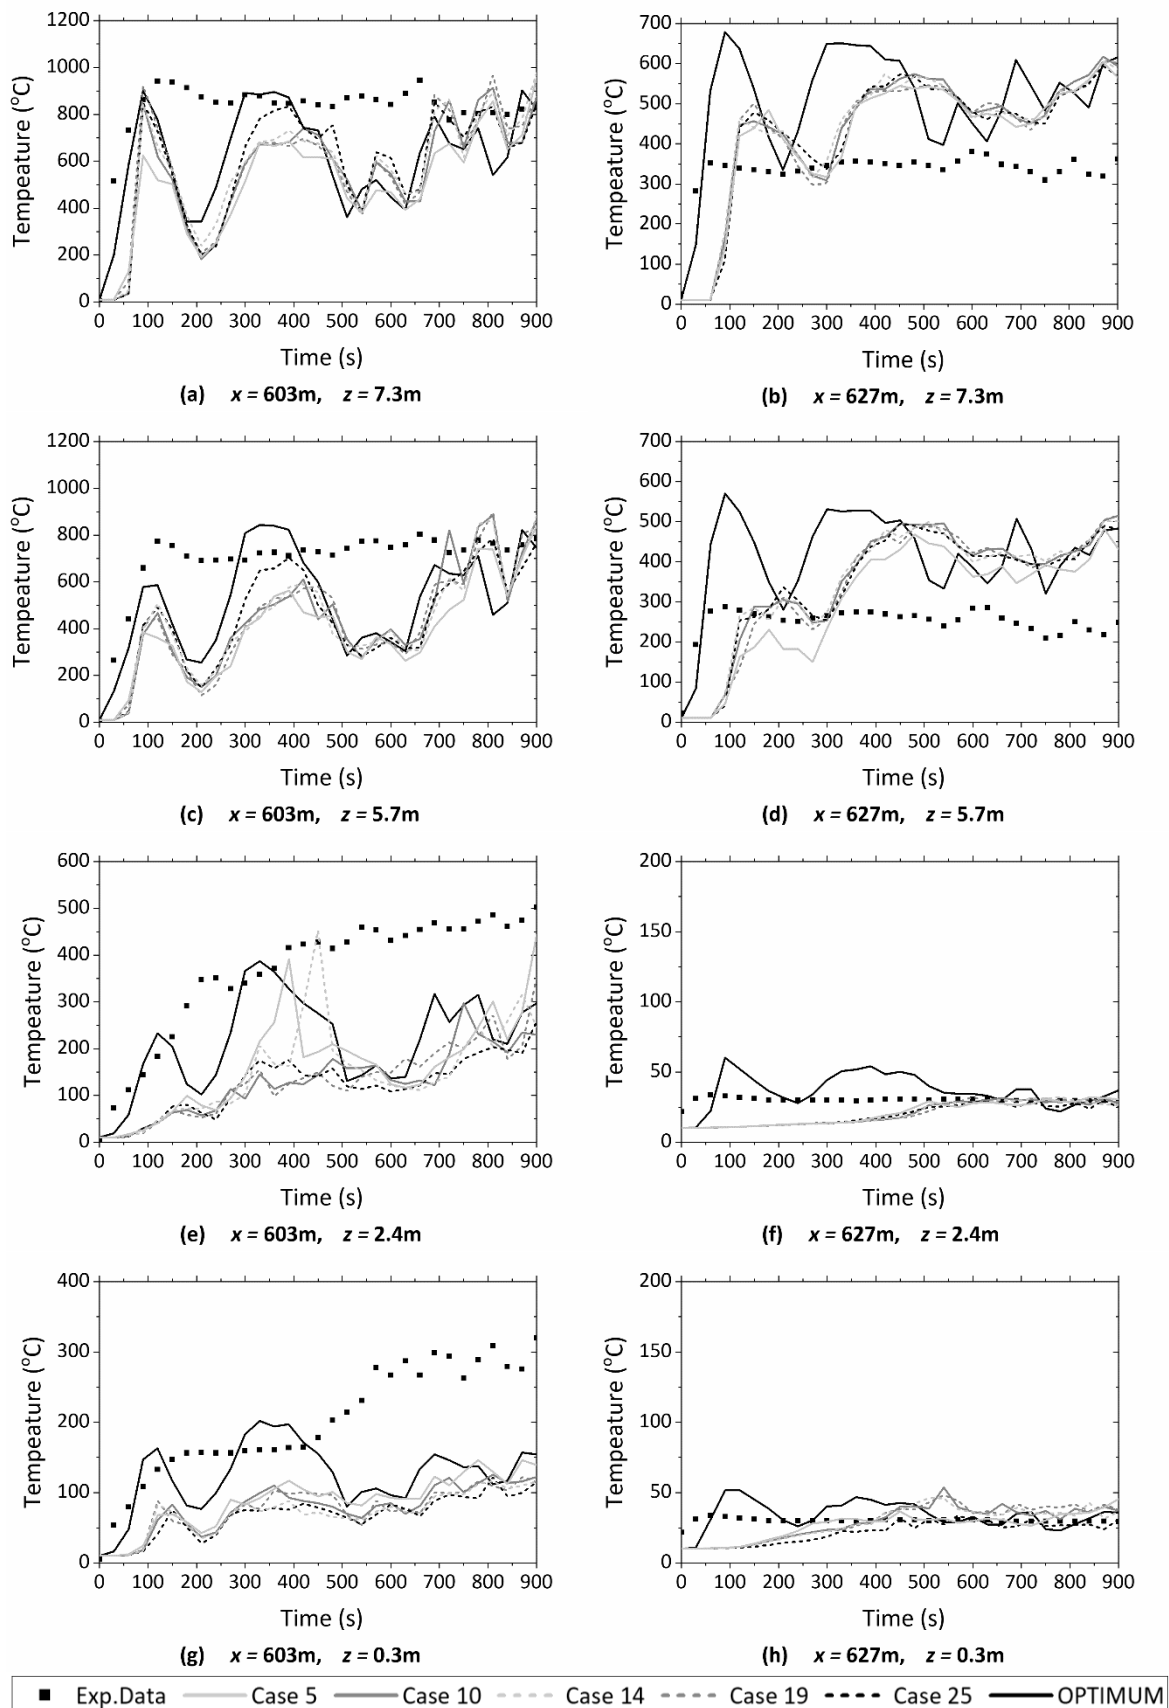 1200
1000
800
600
400
200
0
0 100 200 300 400 500 600 700 800 900
Tempeature (°C)
Time (s)
(a) x = 603m, z = 7.3m
700
600
500
400
300
200
100
0
0 100 200 300 400 500 600 700 800 900
Tempeature (°C)
Time (s)
(b) x = 627m, z = 7.3m
1200
1000
800
600
400
200
0
0 100 200 300 400 500 600 700 800 900
Tempeature (°C)
Time (s)
(c) x = 603m, z = 5.7m
700
600
500
400
300
200
100
0
0 100 200 300 400 500 600 700 800 900
Tempeature (°C)
Time (s)
(d) x = 627m, z = 5.7m
600
500
400
300
200
100
0
0 100 200 300 400 500 600 700 800 900
Tempeature (°C)
Time (s)
(e) x = 603m, z = 2.4m
200
150
100
50
0
0 100 200 300 400 500 600 700 800 900
Tempeature (°C)
Time (s)
(f) x = 627m, z = 2.4m
400
300
200
100
0
0 100 200 300 400 500 600 700 800 900
Tempeature (°C)
Time (s)
(g) x = 603m, z = 0.3m
200
150
100
50
0
0 100 200 300 400 500 600 700 800 900
Tempeature (°C)
Time (s)
(h) x = 627m, z = 0.3m
Exp.Data Case 5 Case 10 Case 14 Case 19 Case 25 OPTIMUM